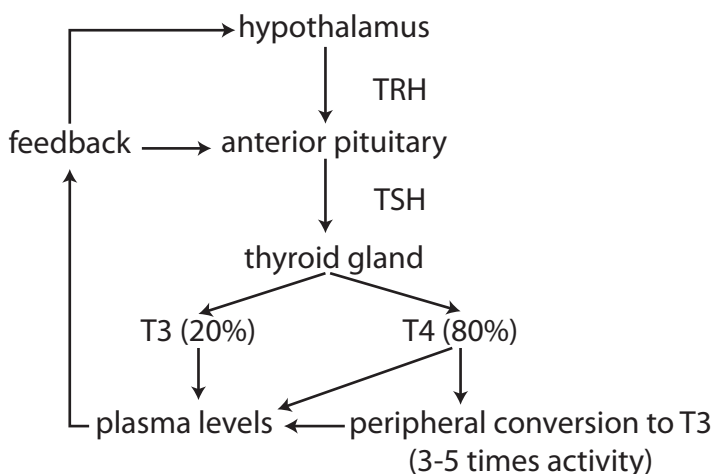 hypothalamus
TRH
feedback
anterior pituitary
TSH
thyroid gland
T3 (20%)
T4 (80%)
plasma levels
peripheral conversion to T3
(3-5 times activity)